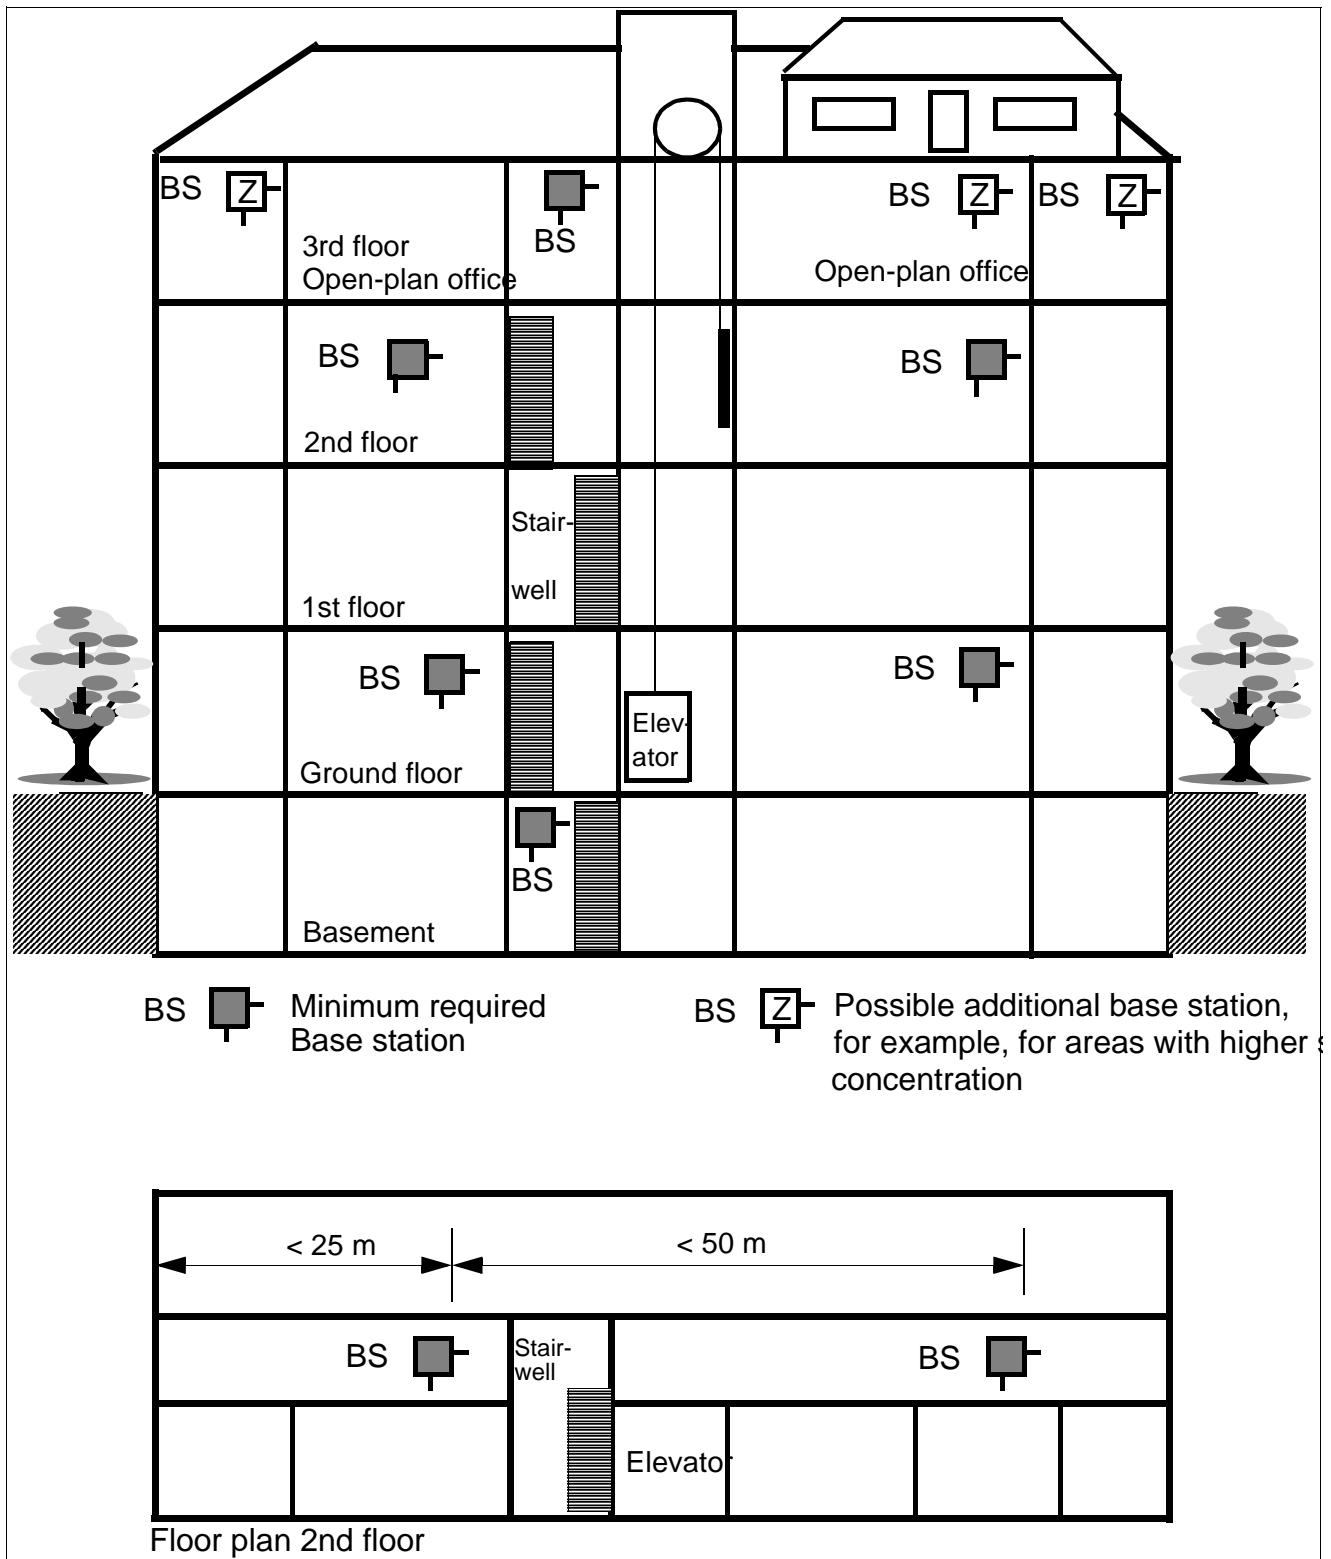 BS Z
BS
BS Z
BS Z
3rd floor
Open-plan office
Open-plan office
BS
BS
2nd floor
Stair-
well
1st floor
BS
BS
Elev-
ator
Ground floor
BS
Basement
BS
Minimum required
Base station
BS Z
Possible additional base station,
for example, for areas with higher s
concentration
< 25 m
< 50 m
BS
Stair-
well
BS
Elevator
Floor plan 2nd floor